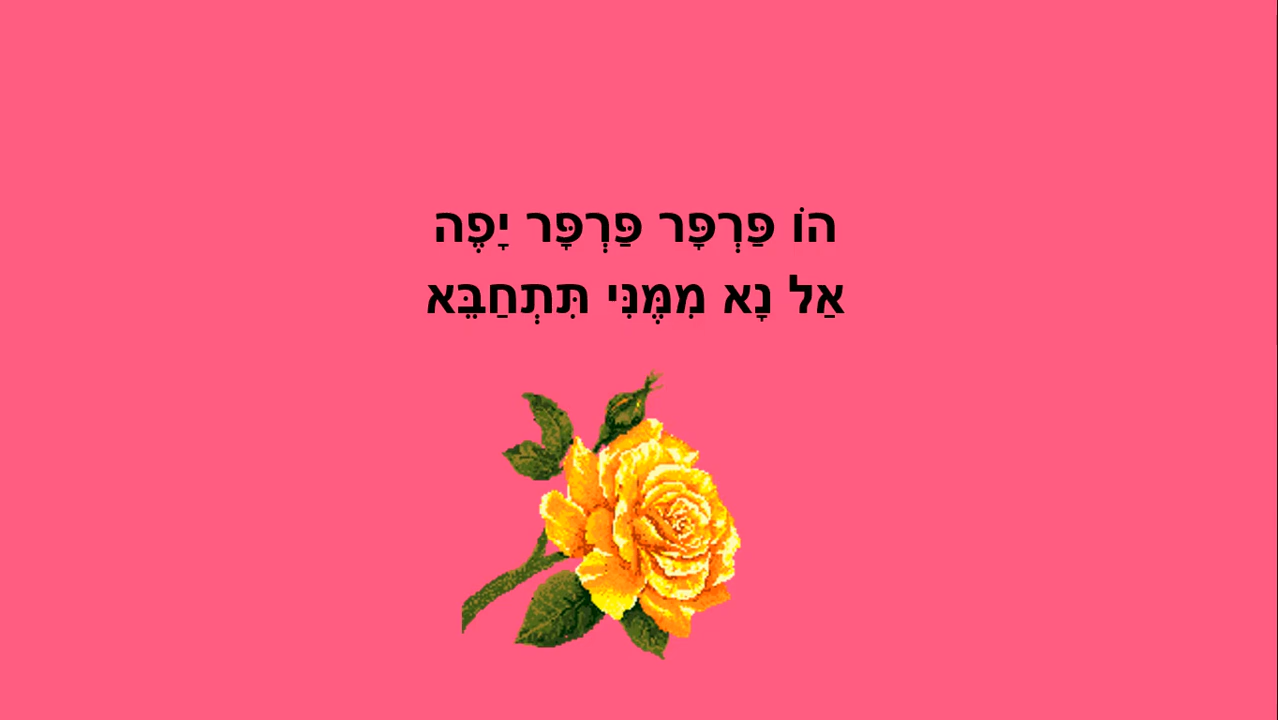 הוֹ פַּרְפָּר פַּרְפָּר יָפֶה
אַל נָא מִמֶּנִּי תִּתְחַבֵּא